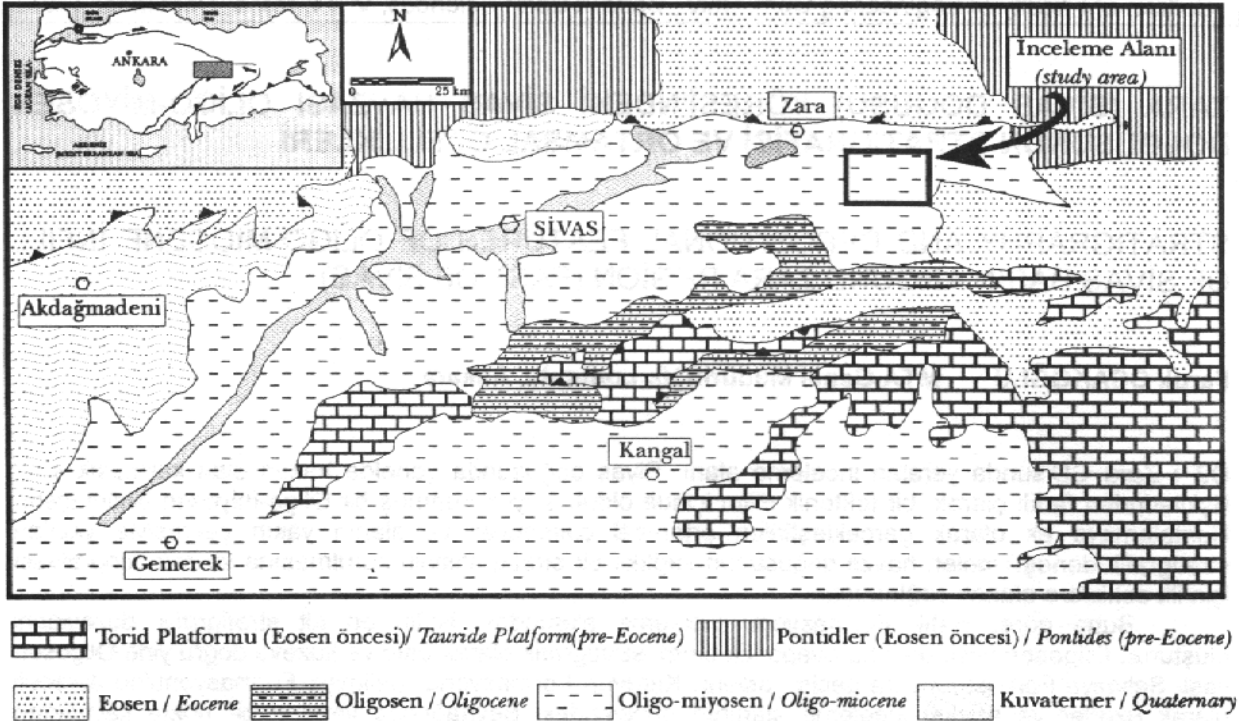 ANKARA
N
0 25 km
İnceleme Alanı
(study area)
Zara
SİVAS
Akdağmadeni
Kangal
Gemerek
Torid Platformu (Eosen öncesi)/ Tauride Platform(pre-Eocene)
Pontidler (Eosen öncesi) / Pontides (pre-Eocene)
Eosen / Eocene
Oligosen / Oligocene
Oligo-miyosen / Oligo-miocene
Kuvaterner / Quaternary